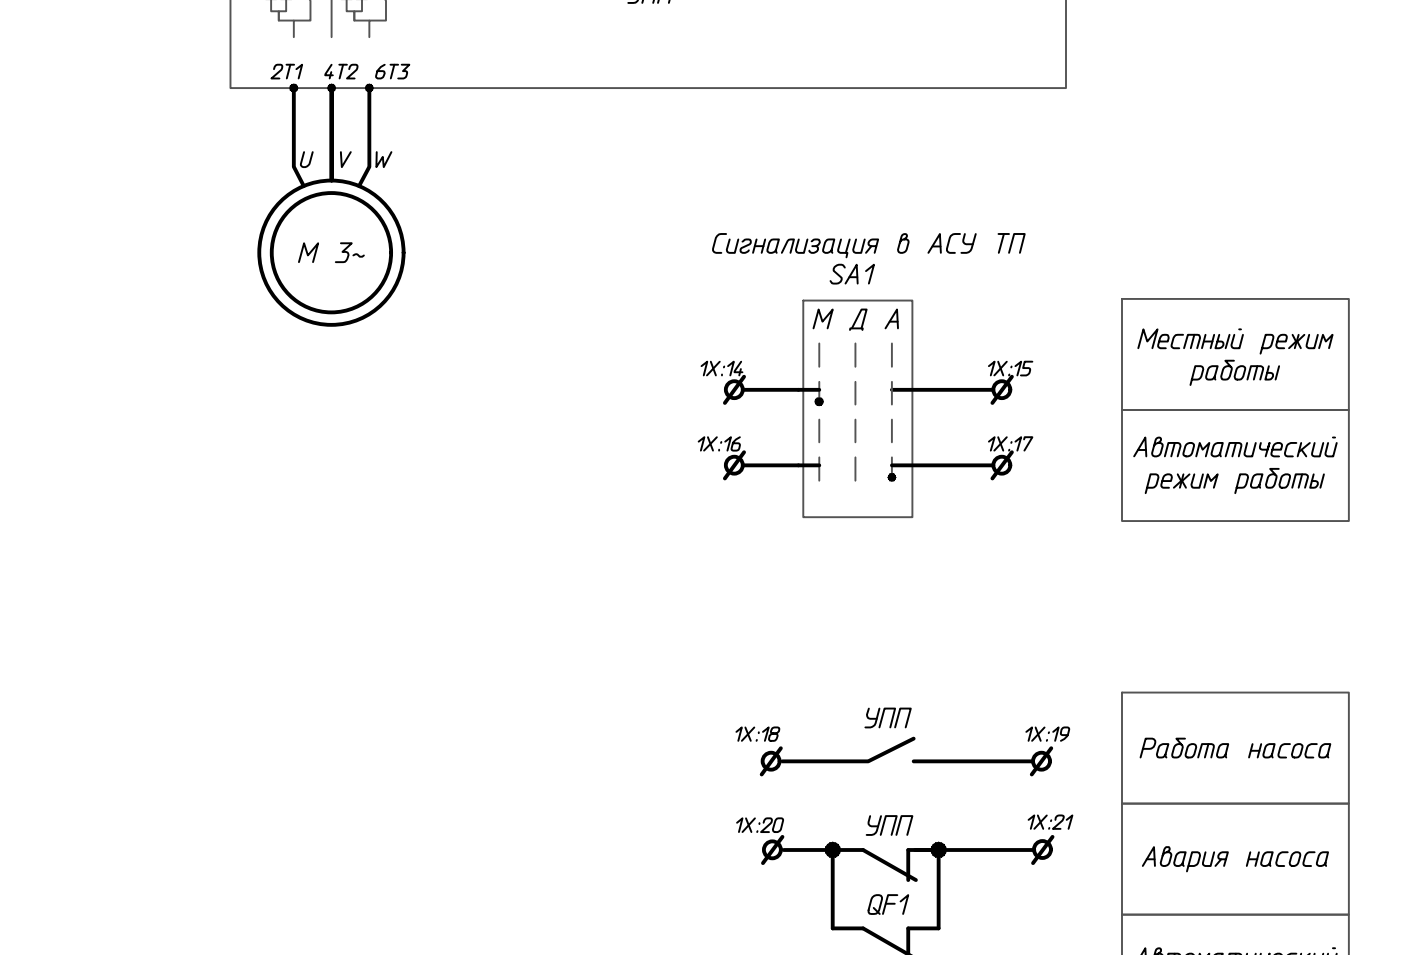 2T1 4T2 6T3
U V W
M 3~
Сигнализация в АСУ ТП
SA1
М Д А
1X:14 1X:15
1X:16 1X:17
Местный режим
работы
Автоматический
режим работы
УПП
1X:18 1X:19
Работа насоса
УПП
1X:20 1X:21
QF1
Авария насоса
Автоматический